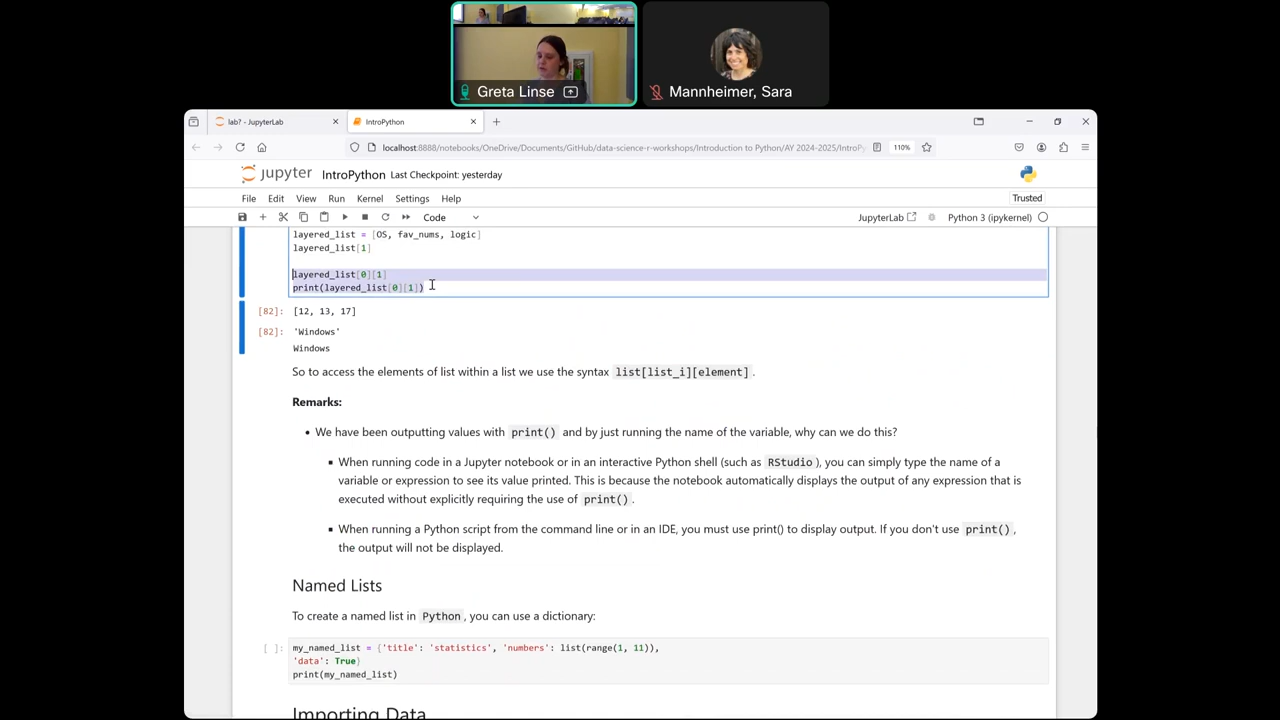 Greta Linse
Mannheimer, Sara
lab? - JupyterLab
IntroPython
localhost:8888/notebooks/OneDrive/Documents/GitHub/data-science-r-workshops/Introduction to Python/AY 2024-2025/IntroPy
110%
jupyter IntroPython Last Checkpoint: yesterday
File Edit View Run Kernel Settings Help
Trusted
Code
JupyterLab
Python 3 (ipykernel)
layered_list = [OS, fav_nums, logic]
layered_list[1]
layered_list[0][1]
print(layered_list[0][1])
[82]: [12, 13, 17]
[82]: 'Windows'
Windows
So to access the elements of list within a list we use the syntax list[list_i][element].
Remarks:
• We have been outputting values with print() and by just running the name of the variable, why can we do this?
▪ When running code in a Jupyter notebook or in an interactive Python shell (such as RStudio), you can simply type the name of a
variable or expression to see its value printed. This is because the notebook automatically displays the output of any expression that is
executed without explicitly requiring the use of print().
▪ When running a Python script from the command line or in an IDE, you must use print() to display output. If you don't use print(),
the output will not be displayed.
Named Lists
To create a named list in Python, you can use a dictionary:
[ ]: my_named_list = {'title': 'statistics', 'numbers': list(range(1, 11)),
'data': True}
print(my_named_list)
Importing Data